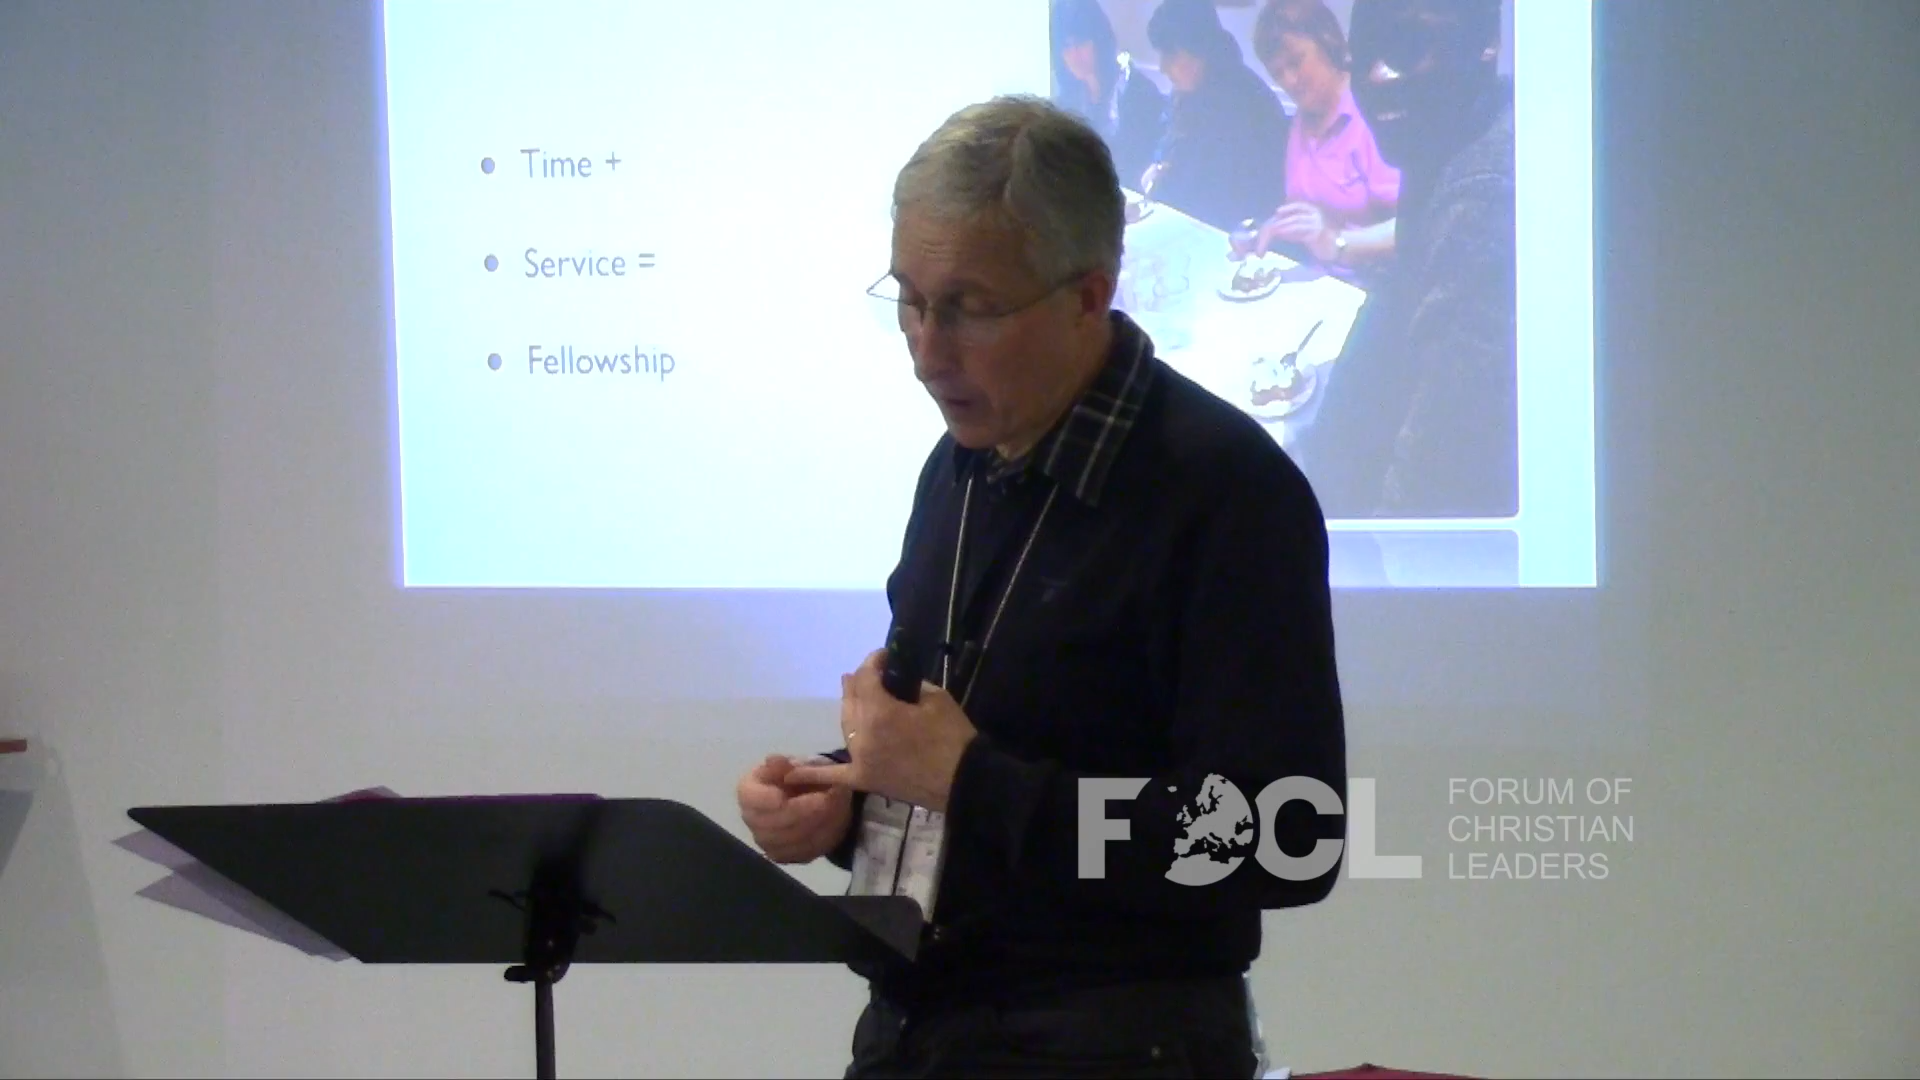 Time +
Service =
Fellowship
FOCL
FORUM OF
CHRISTIAN
LEADERS